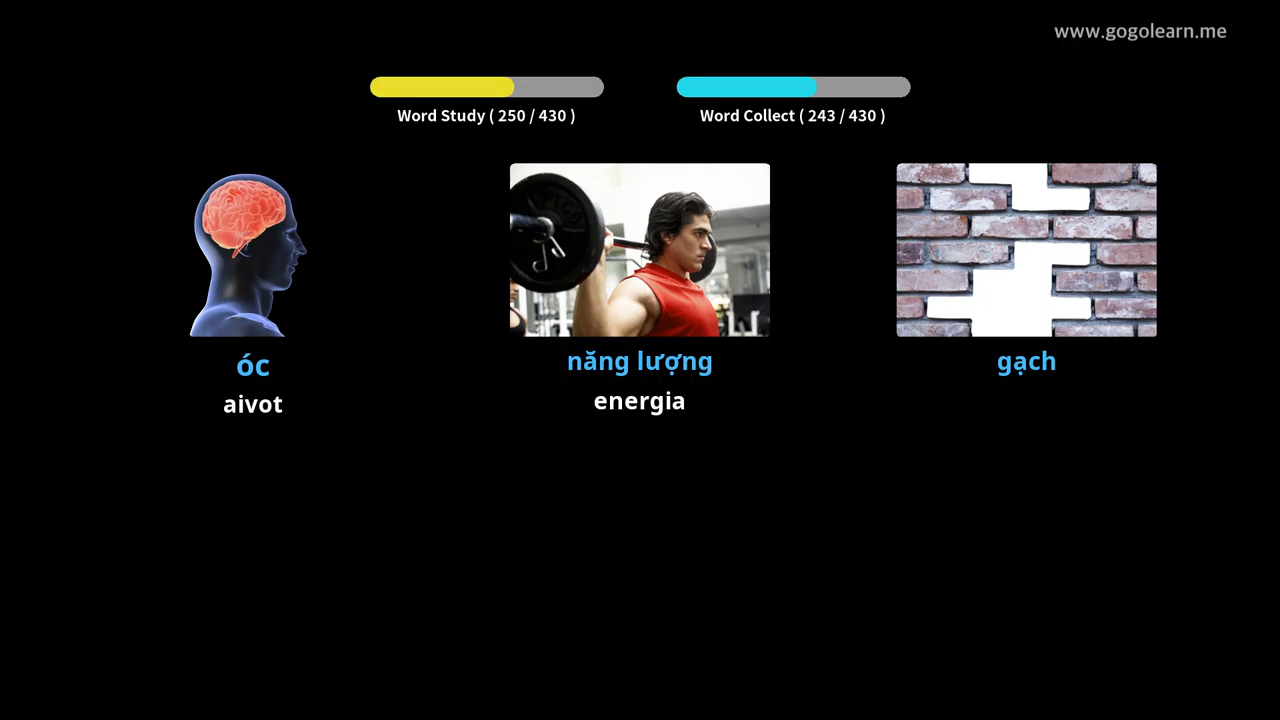 www.gogolearn.me
Word Study ( 250 / 430 )
Word Collect ( 243 / 430 )
óc
năng lượng
gạch
aivot
energia